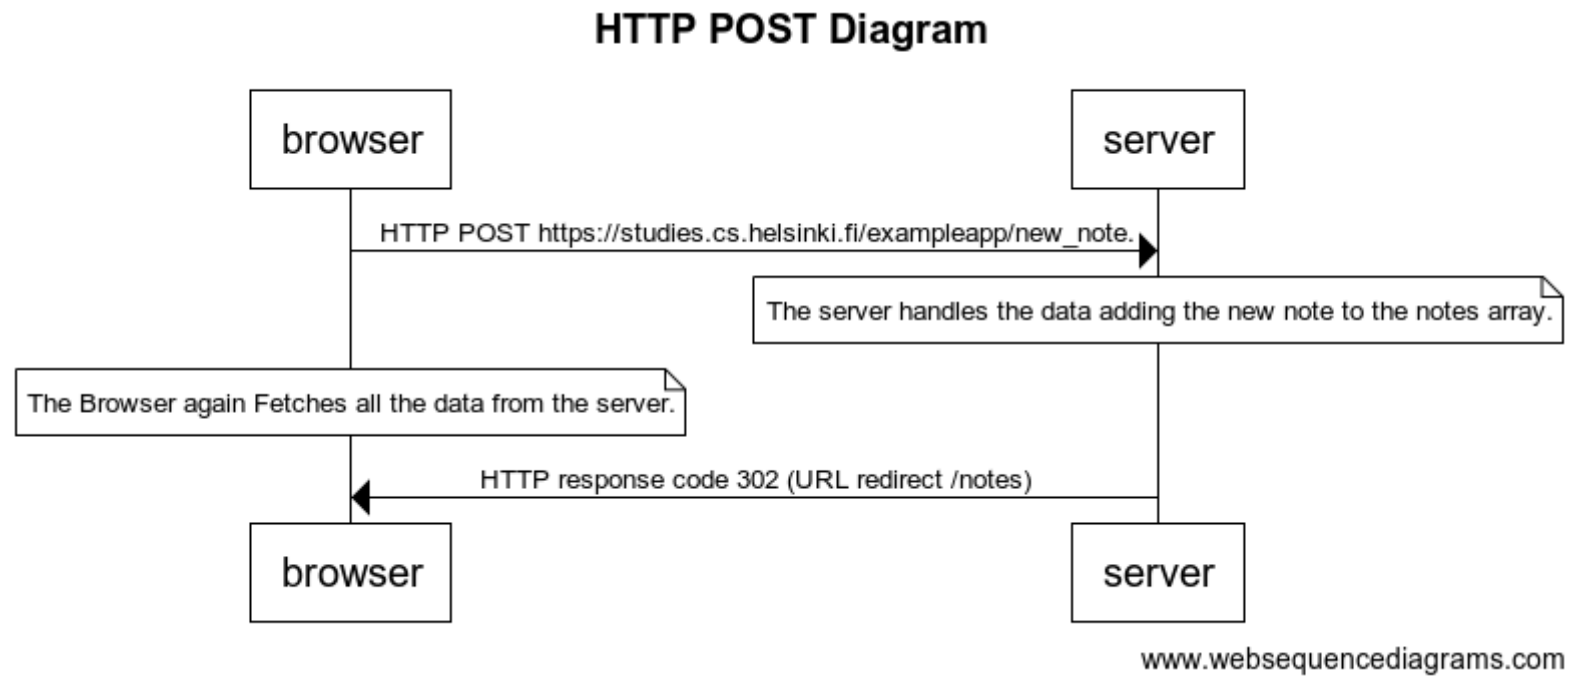 HTTP POST Diagram
browser
server
HTTP POST https://studies.cs.helsinki.fi/exampleapp/new_note.
The server handles the data adding the new note to the notes array.
The Browser again Fetches all the data from the server.
HTTP response code 302 (URL redirect /notes)
browser
server
www.websequencediagrams.com